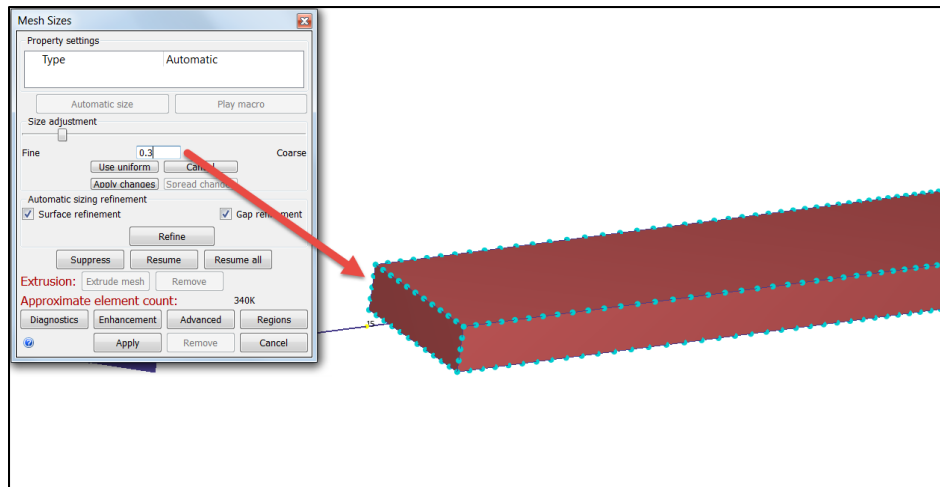 Mesh Sizes
Property settings
Type Automatic
Automatic size Play macro
Size adjustment
Fine 0.3 Coarse
Use uniform Cancel
Apply changes Spread changes
Automatic sizing refinement
Surface refinement Gap refinement
Refine
Suppress Resume Resume all
Extrusion: Extrude mesh Remove
Approximate element count: 340K
Diagnostics Enhancement Advanced Regions
Apply Remove Cancel
15